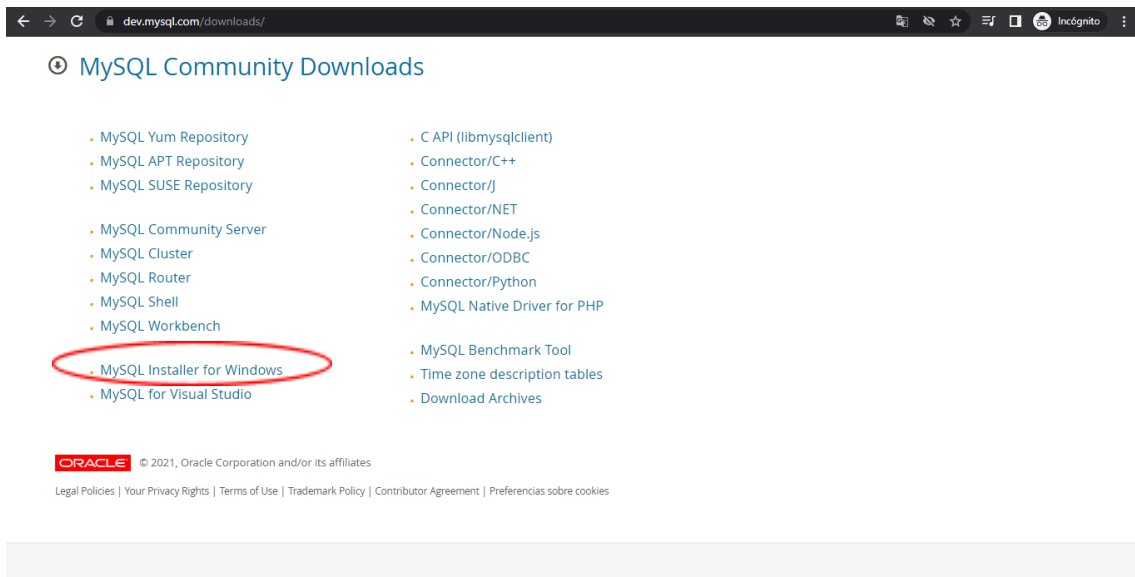 dev.mysql.com/downloads/
Incógnito
MySQL Community Downloads
MySQL Yum Repository
MySQL APT Repository
MySQL SUSE Repository
MySQL Community Server
MySQL Cluster
MySQL Router
MySQL Shell
MySQL Workbench
MySQL Installer for Windows
MySQL for Visual Studio
C API (libmysqlclient)
Connector/C++
Connector/J
Connector/NET
Connector/Node.js
Connector/ODBC
Connector/Python
MySQL Native Driver for PHP
MySQL Benchmark Tool
Time zone description tables
Download Archives
ORACLE © 2021, Oracle Corporation and/or its affiliates
Legal Policies | Your Privacy Rights | Terms of Use | Trademark Policy | Contributor Agreement | Preferencias sobre cookies